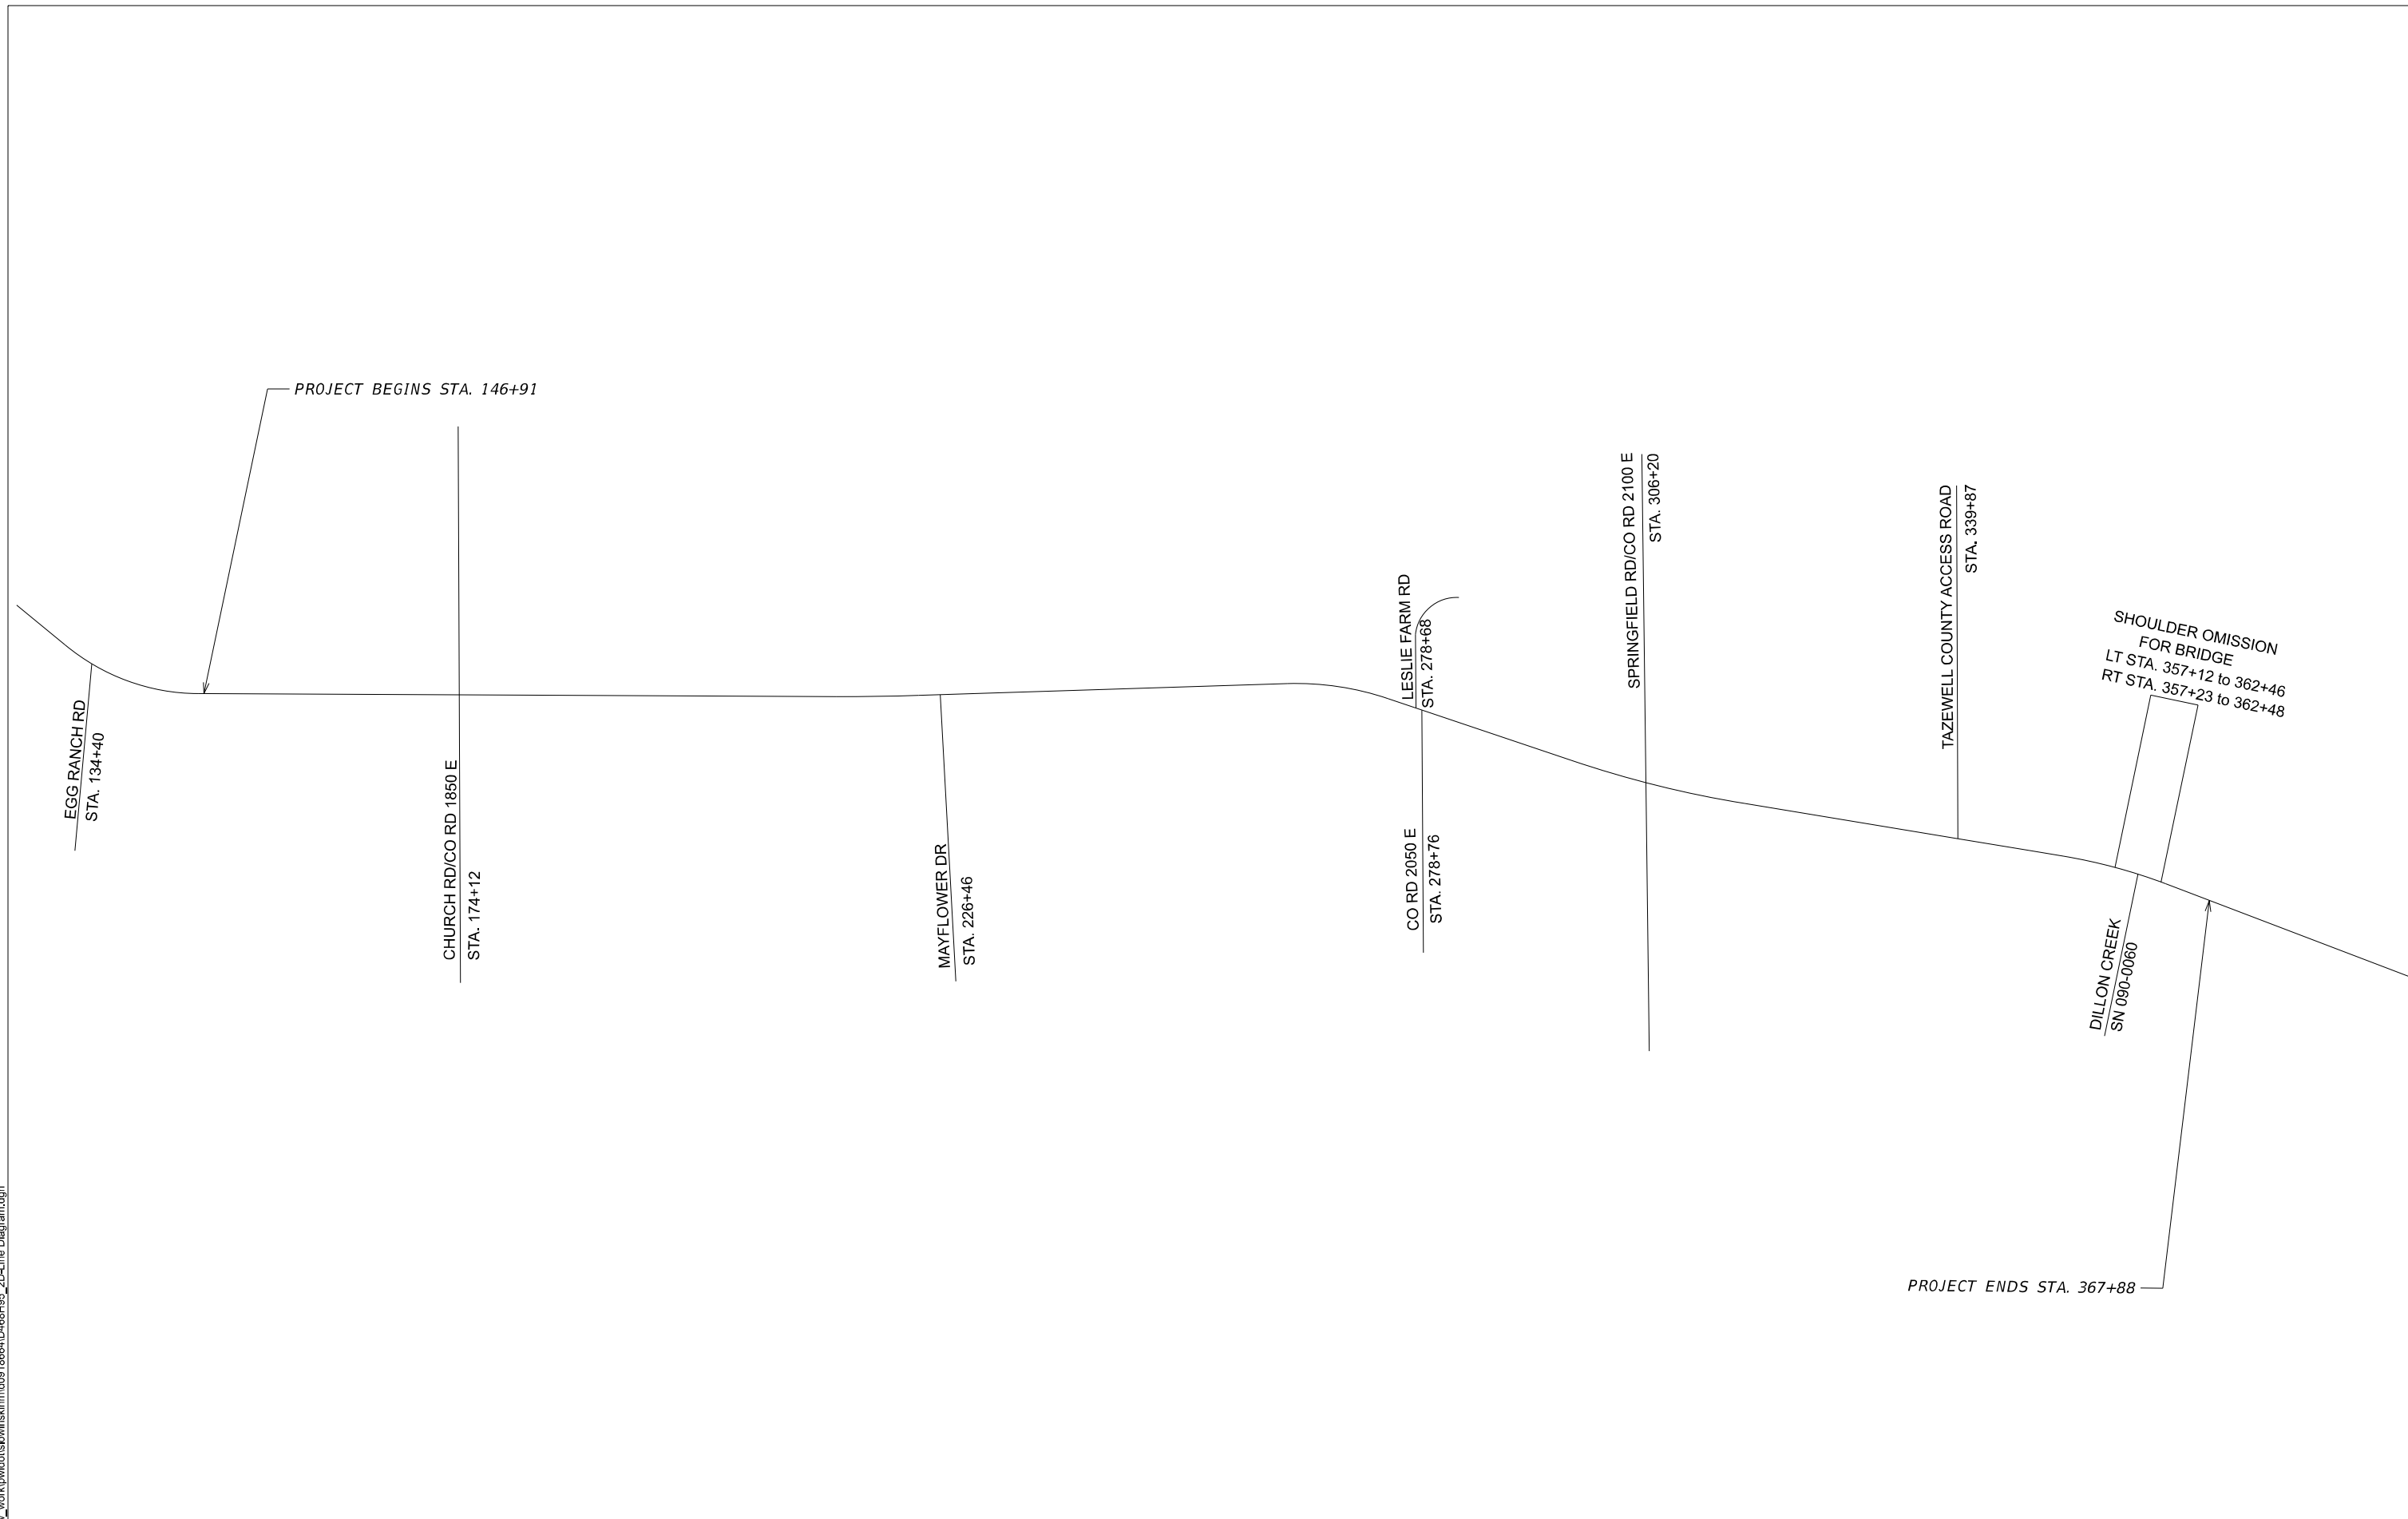 PROJECT BEGINS STA. 146+91
EGG RANCH RD
STA. 134+40
CHURCH RD/CO RD 1850 E
STA. 174+12
MAYFLOWER DR
STA. 226+46
LESLIE FARM RD
STA. 278+68
CO RD 2050 E
STA. 278+76
SPRINGFIELD RD/CO RD 2100 E
STA. 306+20
TAZEWELL COUNTY ACCESS ROAD
STA. 339+87
SHOULDER OMISSION
FOR BRIDGE
LT STA. 357+12 to 362+46
RT STA. 357+23 to 362+48
DILLON CREEK
SN 090-0060
PROJECT ENDS STA. 367+88